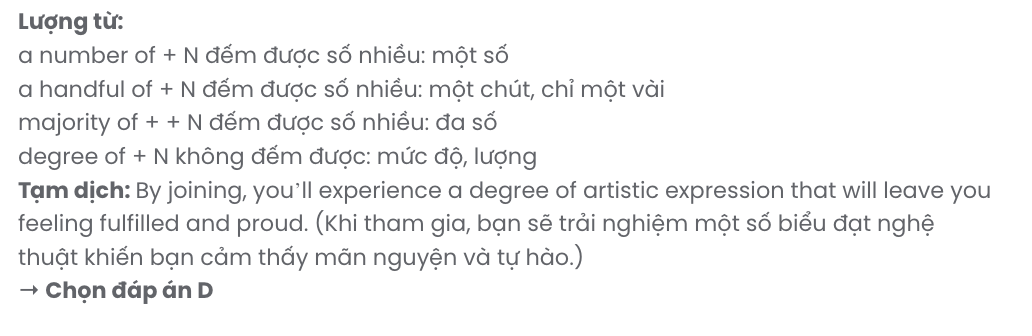 Lượng từ:
a number of + N đếm được số nhiều: một số
a handful of + N đếm được số nhiều: một chút, chỉ một vài
majority of + + N đếm được số nhiều: đa số
degree of + N không đếm được: mức độ, lượng
Tạm dịch: By joining, you’ll experience a degree of artistic expression that will leave you
feeling fulfilled and proud. (Khi tham gia, bạn sẽ trải nghiệm một số biểu đạt nghệ
thuật khiến bạn cảm thấy mãn nguyện và tự hào.)
→ Chọn đáp án D